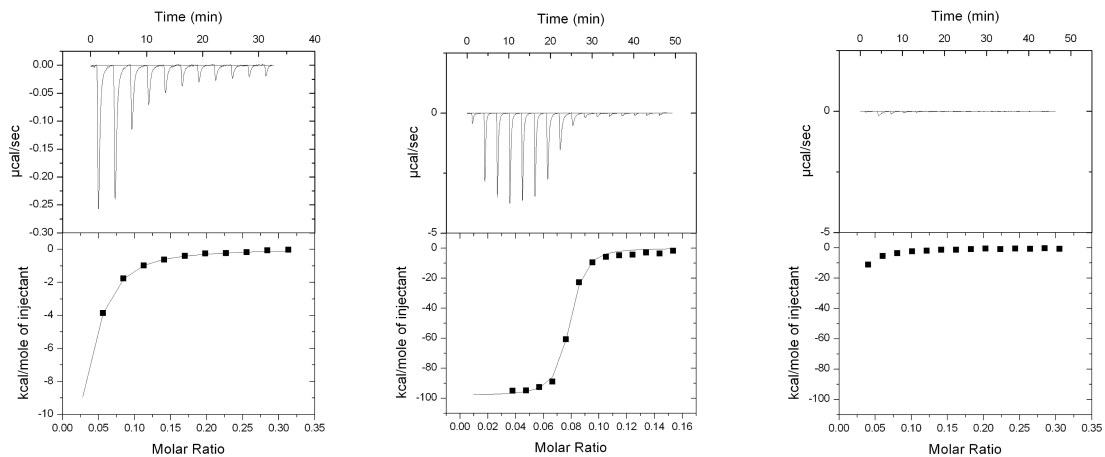 Time (min)
0 10 20 30 40
0.00
-0.05
-0.10
-0.15
-0.20
-0.25
-0.30
µcal/sec
0
-2
-4
-6
-8
-10
kcal/mole of injectant
0.00 0.05 0.10 0.15 0.20 0.25 0.30 0.35
Molar Ratio
Time (min)
0 10 20 30 40 50
0
-5
µcal/sec
0
-20
-40
-60
-80
-100
kcal/mole of injectant
0.00 0.02 0.04 0.06 0.08 0.10 0.12 0.14 0.16
Molar Ratio
Time (min)
0 10 20 30 40 50
0
-5
µcal/sec
0
-20
-40
-60
-80
-100
kcal/mole of injectant
0.00 0.05 0.10 0.15 0.20 0.25 0.30 0.35
Molar Ratio